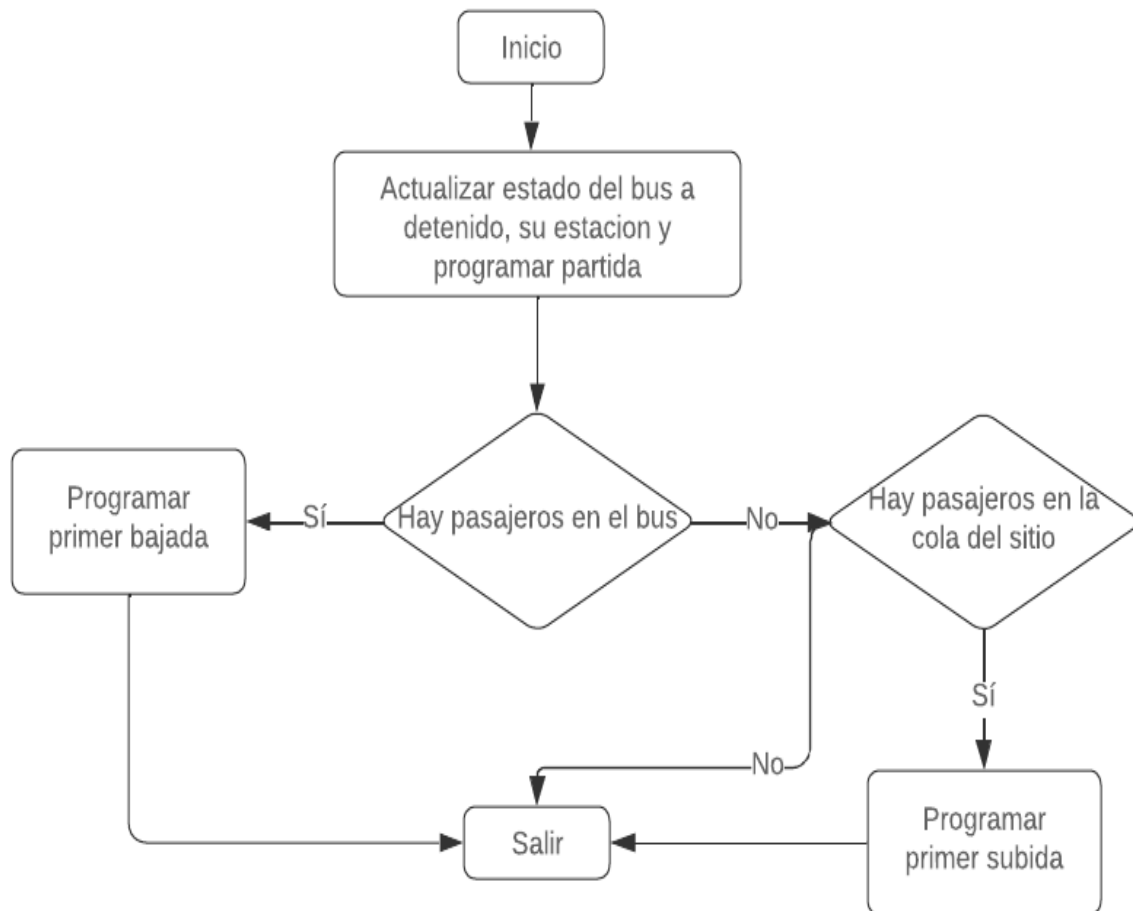 Inicio
Actualizar estado del bus a
detenido, su estacion y
programar partida
Programar
primer bajada
Sí
Hay pasajeros en el bus
No
Hay pasajeros en la
cola del sitio
Sí
No
Salir
Programar
primer subida